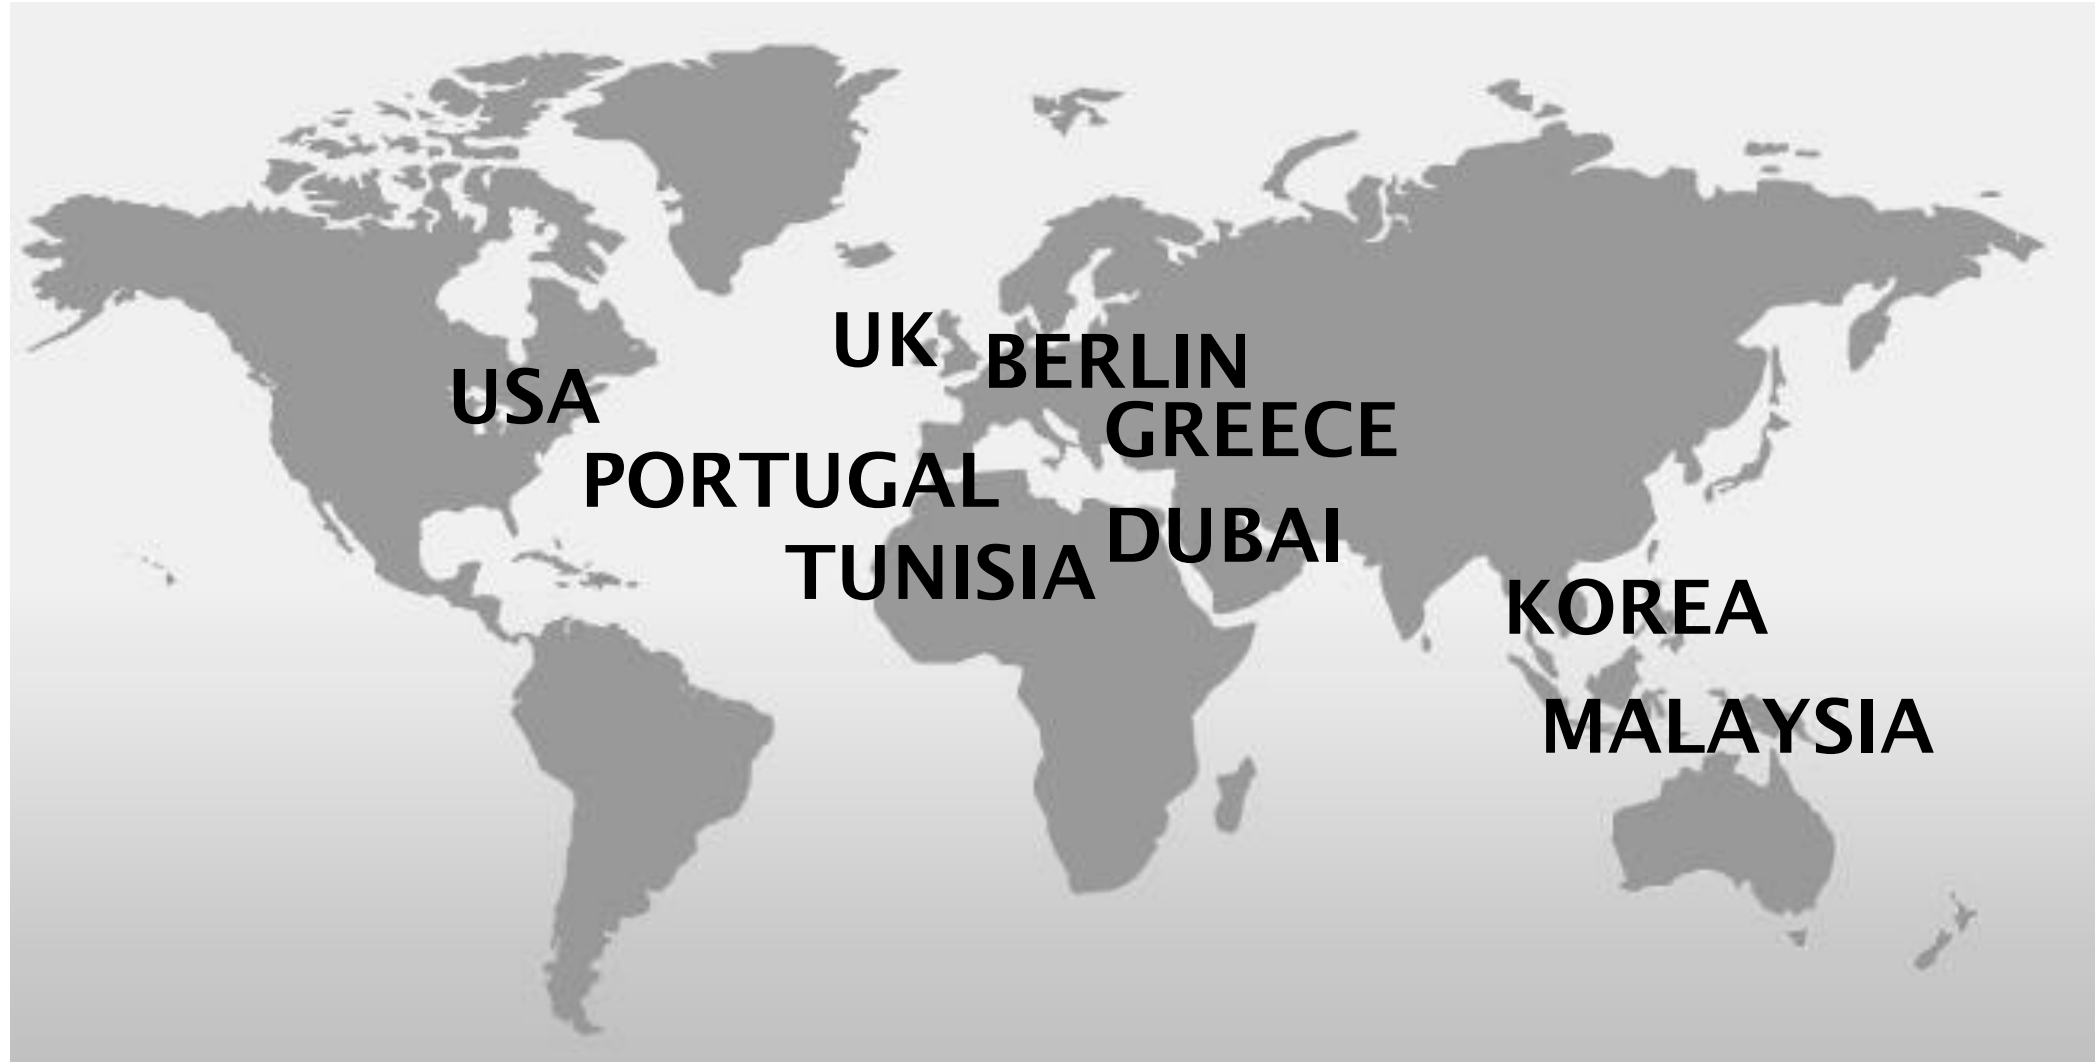 UK
BERLIN
USA
GREECE
PORTUGAL
DUBAI
TUNISIA
KOREA
MALAYSIA